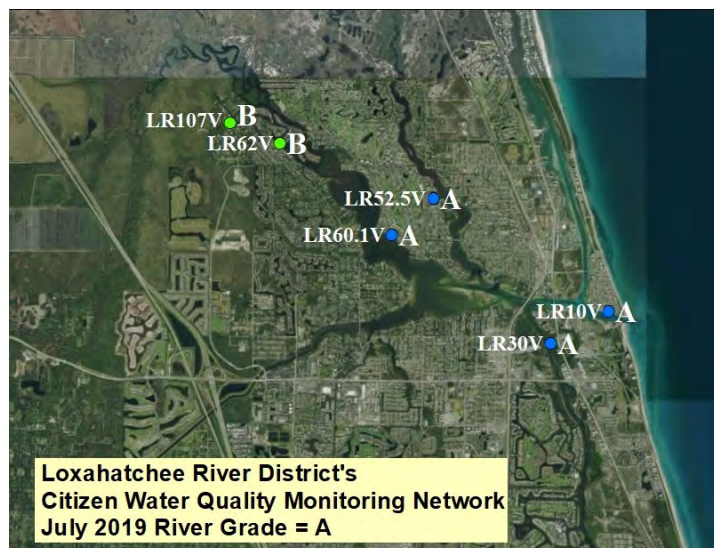 LR107V B
LR62V B
LR52.5V A
LR60.1V A
LR10V A
LR30V A
Loxahatchee River District's
Citizen Water Quality Monitoring Network
July 2019 River Grade = A